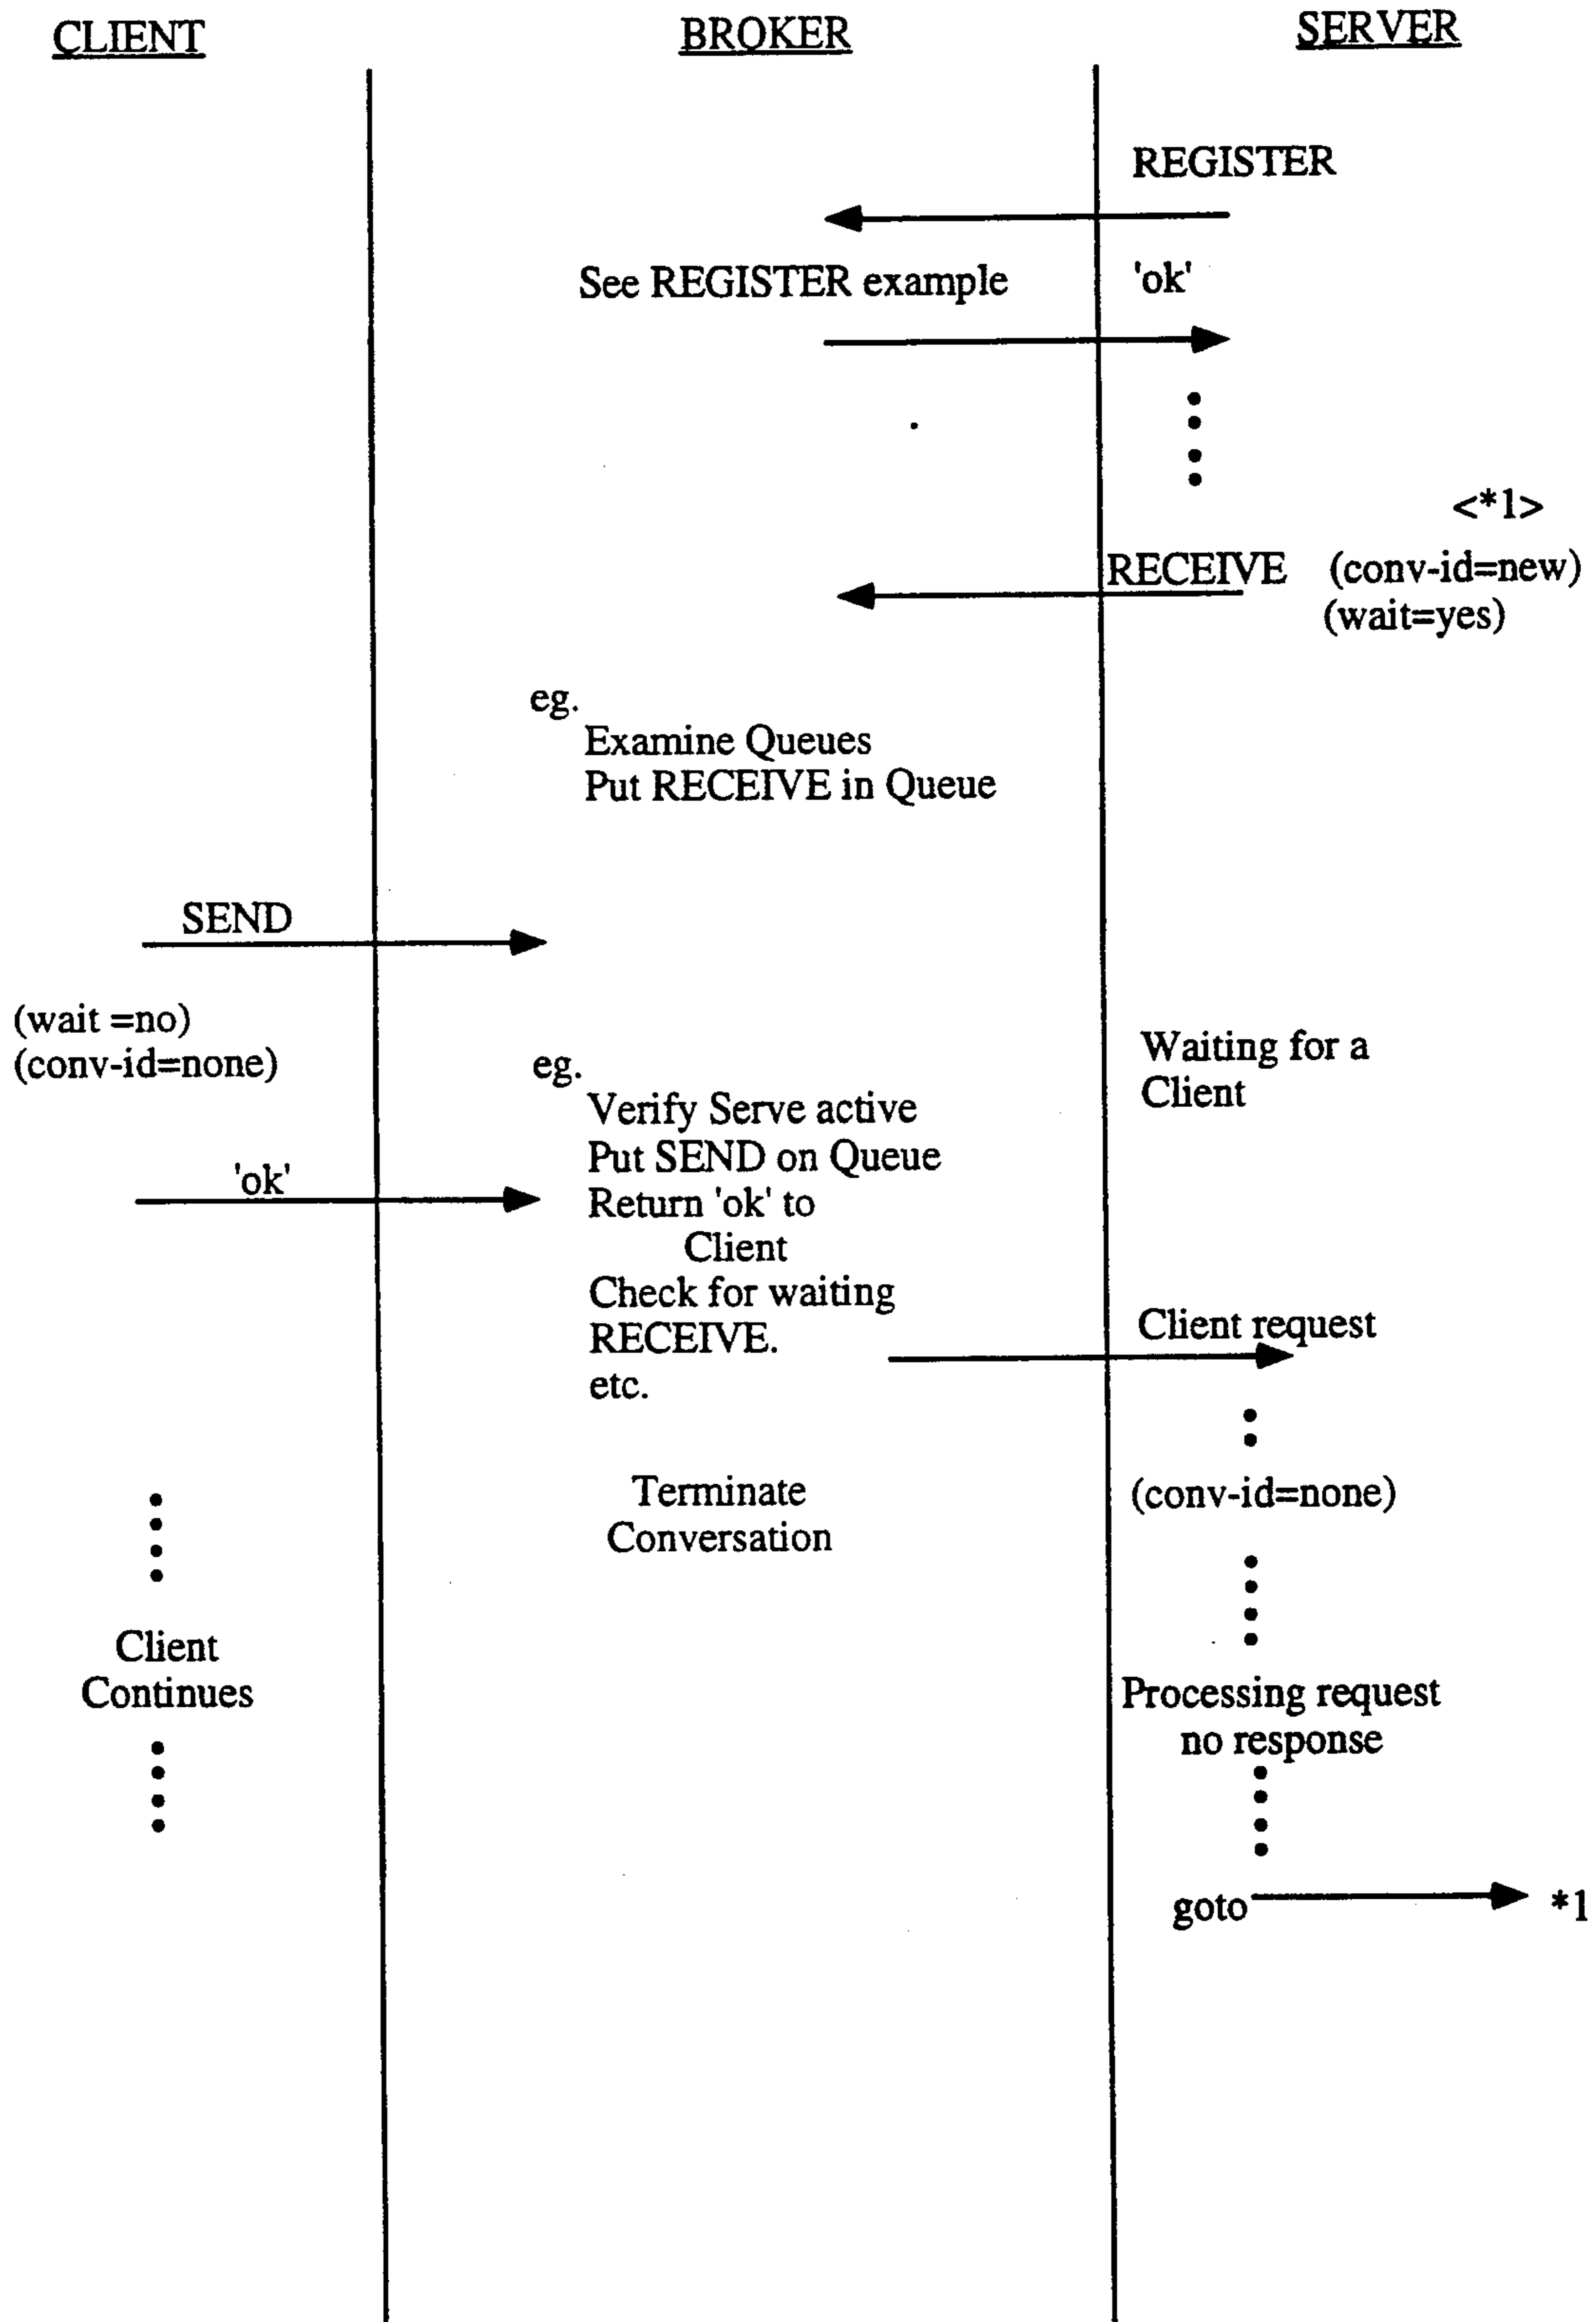 CLIENT
BROKER
SERVER
REGISTER
See REGISTER example
'ok'
<*1>
RECEIVE
(conv-id=new)
(wait=yes)
eg.
Examine Queues
Put RECEIVE in Queue
SEND
(wait =no)
(conv-id=none)
Waiting for a
Client
eg.
Verify Serve active
Put SEND on Queue
Return 'ok' to
Client
Check for waiting
RECEIVE.
etc.
'ok'
Client request
Terminate
Conversation
(conv-id=none)
Client
Continues
Processing request
no response
goto
*1